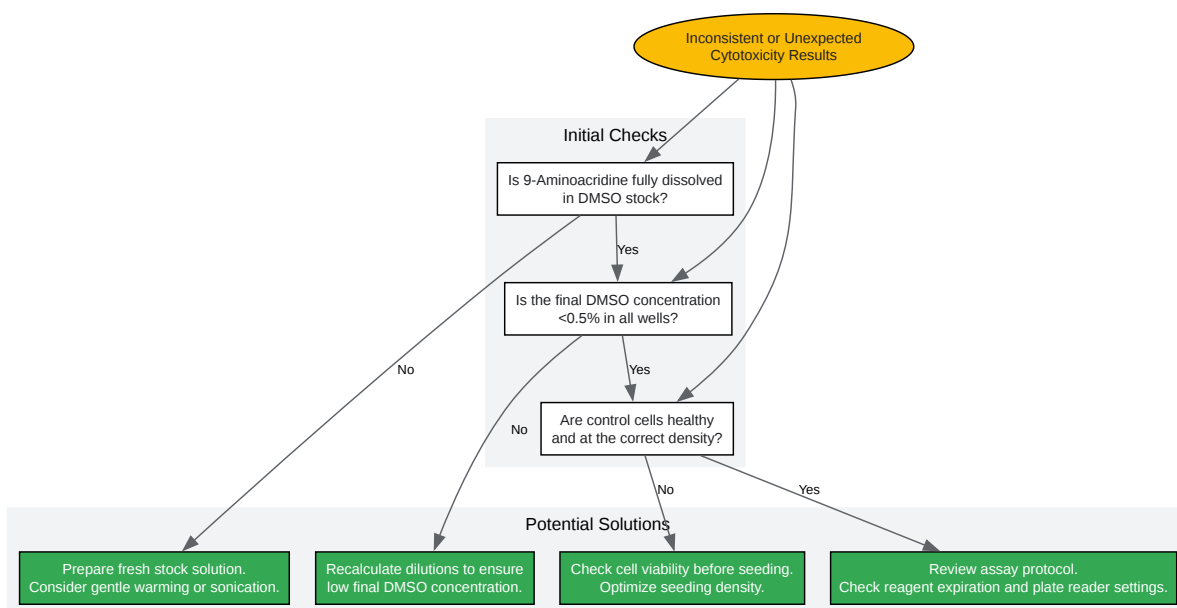 Inconsistent or Unexpected
Cytotoxicity Results
Initial Checks
Is 9-Aminoacridine fully dissolved
in DMSO stock?
Yes
Is the final DMSO concentration
<0.5% in all wells?
No
Yes
Are control cells healthy
and at the correct density?
No
No
Yes
Potential Solutions
Prepare fresh stock solution.
Consider gentle warming or sonication.
Recalculate dilutions to ensure
low final DMSO concentration.
Check cell viability before seeding.
Optimize seeding density.
Review assay protocol.
Check reagent expiration and plate reader settings.